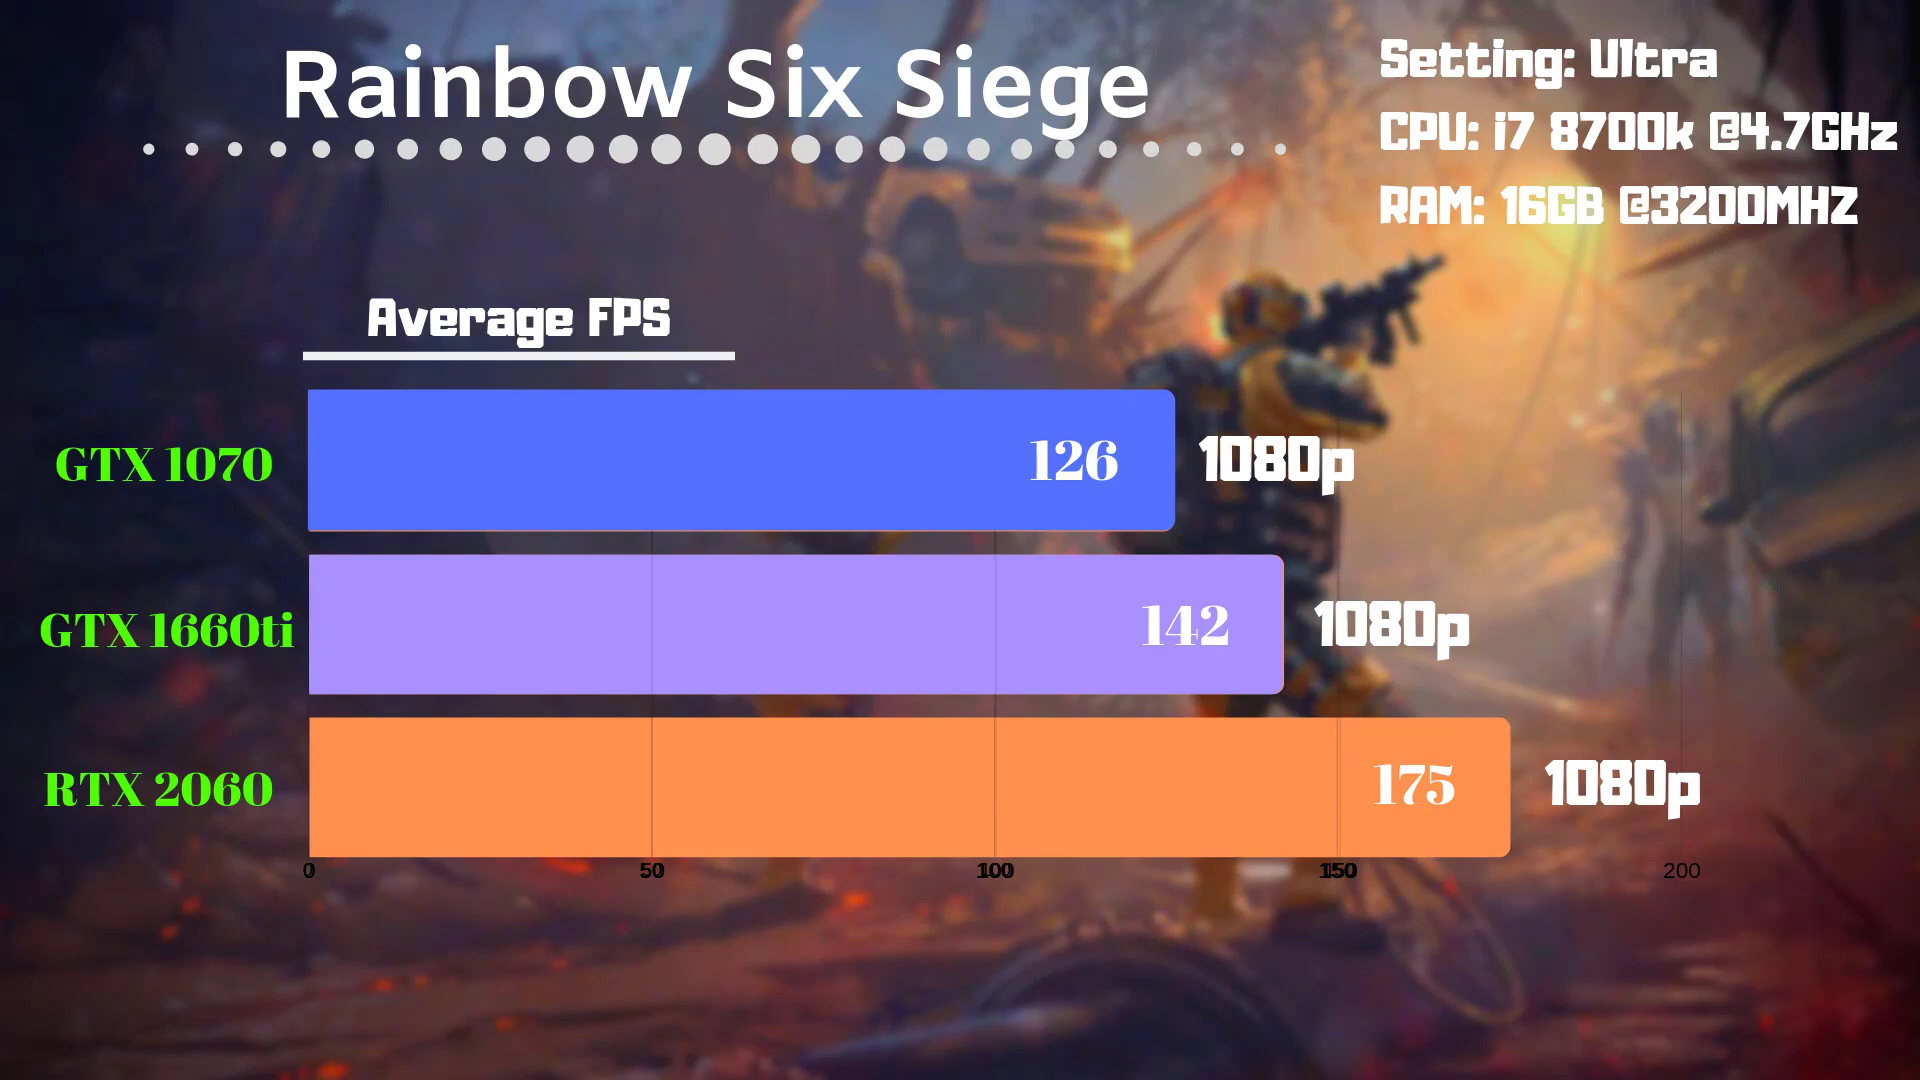 Rainbow Six Siege
Setting: Ultra
CPU: i7 8700k @4.7GHz
RAM: 16GB @3200MHZ
Average FPS
GTX 1070
126
1080p
GTX 1660ti
142
1080p
RTX 2060
175
1080p
0 50 100 150 200